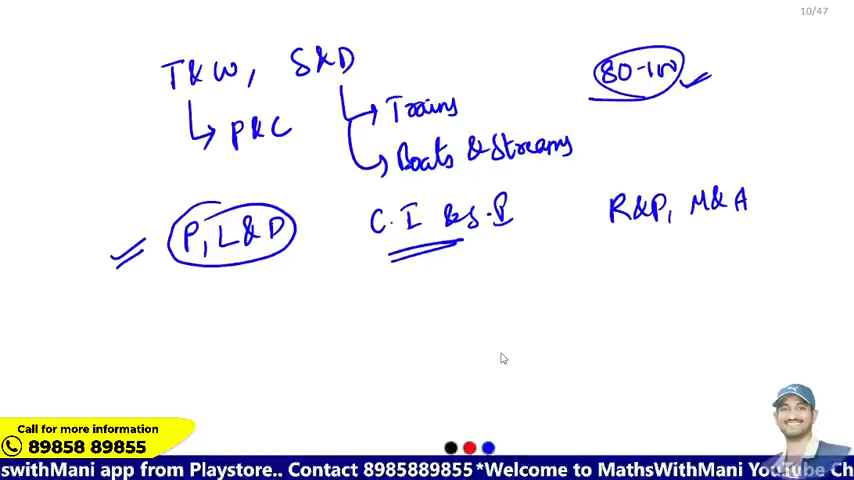 10/47
T&W, S&D
80-100
Trains
P&C
Boats & Streams
P, L&D
C.I & S.I
R&P, M&A
Call for more information
89858 89855
swithMani app from Playstore.. Contact 8985889855 *Welcome to MathsWithMani YouTube Ch